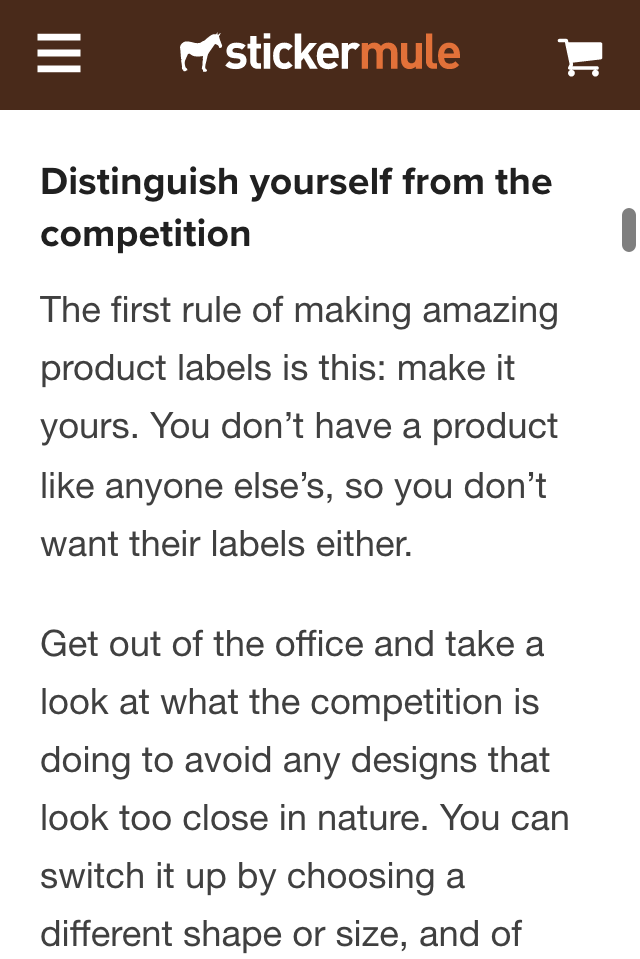 stickermule
Distinguish yourself from the
competition
The first rule of making amazing
product labels is this: make it
yours. You don’t have a product
like anyone else’s, so you don’t
want their labels either.
Get out of the office and take a
look at what the competition is
doing to avoid any designs that
look too close in nature. You can
switch it up by choosing a
different shape or size, and of